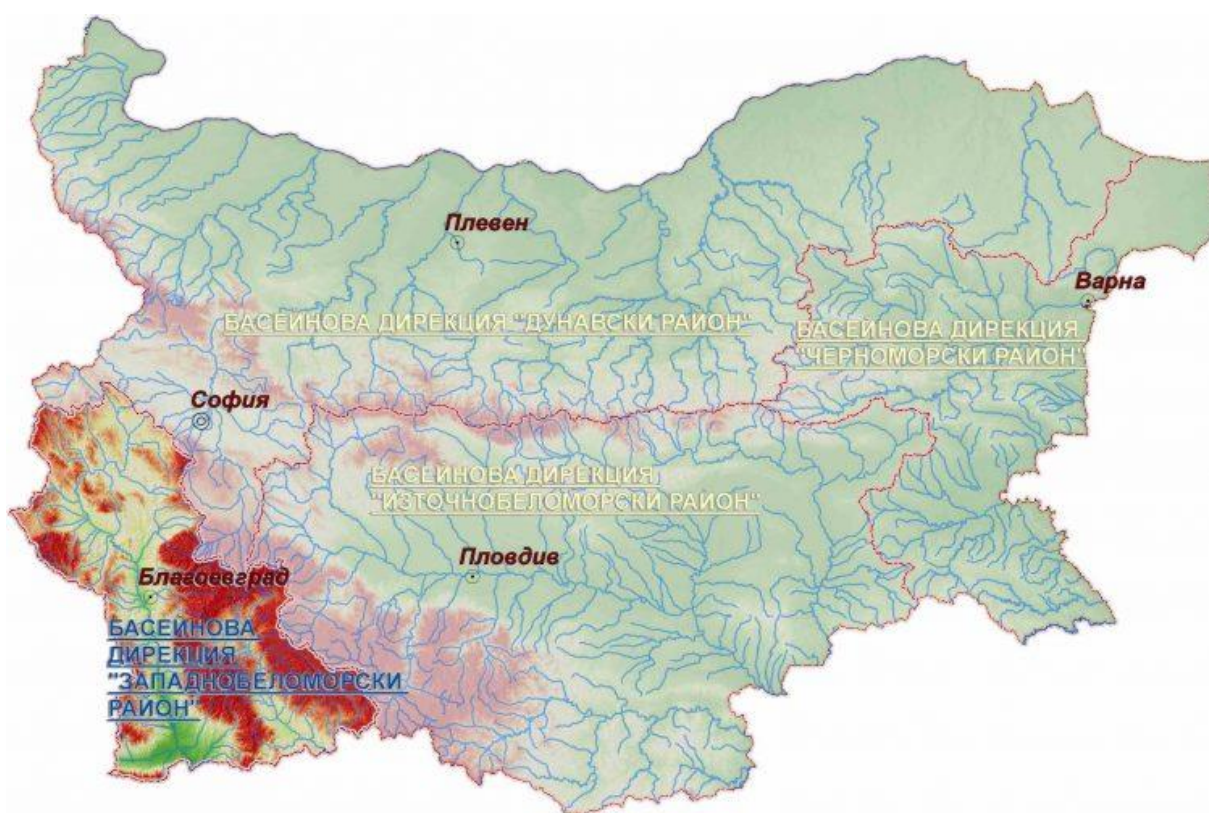 Плевен
Варна
БАСЕЙНОВА ДИРЕКЦИЯ "ДУНАВСКИ РАЙОН"
БАСЕЙНОВА ДИРЕКЦИЯ
"ЧЕРНОМОРСКИ РАЙОН"
София
БАСЕЙНОВА ДИРЕКЦИЯ
"ИЗТОЧНОБЕЛОМОРСКИ РАЙОН"
Пловдив
Благоевград
БАСЕЙНОВА
ДИРЕКЦИЯ
"ЗАПАДНОБЕЛОМОРСКИ
РАЙОН"